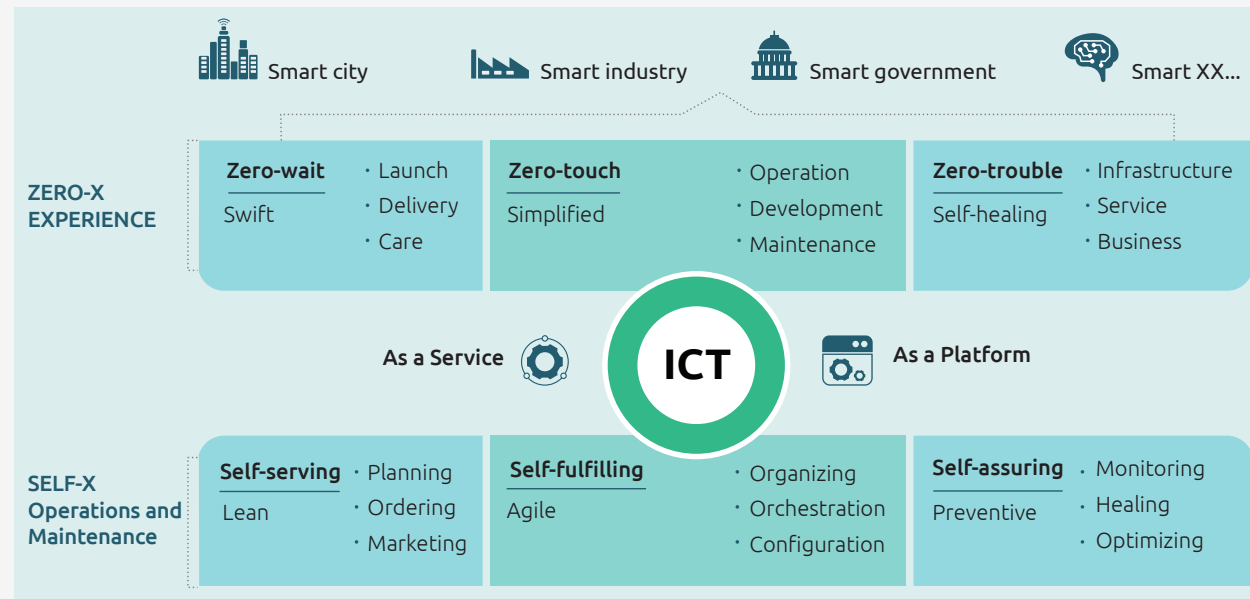 Smart city
Smart industry
Smart government
Smart XX...
ZERO-X
EXPERIENCE
Zero-wait
Swift
· Launch
· Delivery
· Care
Zero-touch
Simplified
· Operation
· Development
· Maintenance
Zero-trouble
Self-healing
· Infrastructure
· Service
· Business
As a Service
ICT
As a Platform
SELF-X
Operations and
Maintenance
Self-serving
Lean
· Planning
· Ordering
· Marketing
Self-fulfilling
Agile
· Organizing
· Orchestration
· Configuration
Self-assuring
Preventive
· Monitoring
· Healing
· Optimizing